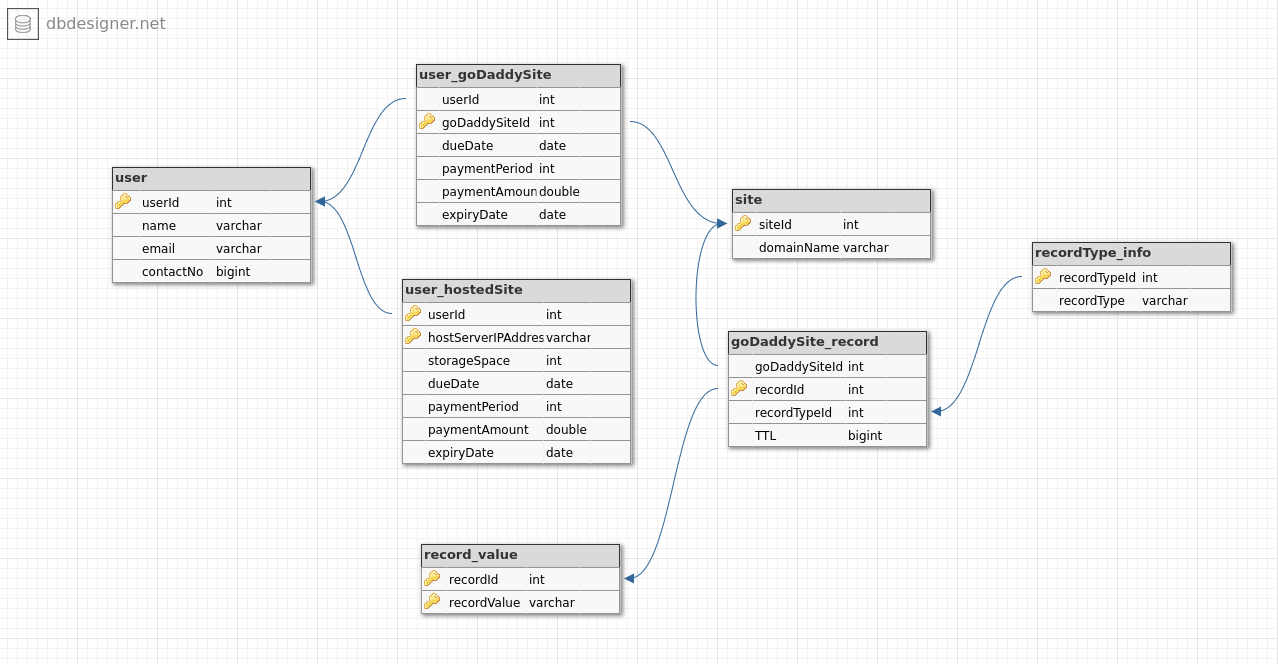 dbdesigner.net
user_goDaddySite
userId int
goDaddySiteId int
dueDate date
paymentPeriod int
paymentAmoun double
expiryDate date
user
userId int
name varchar
email varchar
contactNo bigint
site
siteId int
domainName varchar
recordType_info
recordTypeId int
recordType varchar
user_hostedSite
userId int
hostServerIPAddres varchar
storageSpace int
dueDate date
paymentPeriod int
paymentAmount double
expiryDate date
goDaddySite_record
goDaddySiteId int
recordId int
recordTypeId int
TTL bigint
record_value
recordId int
recordValue varchar